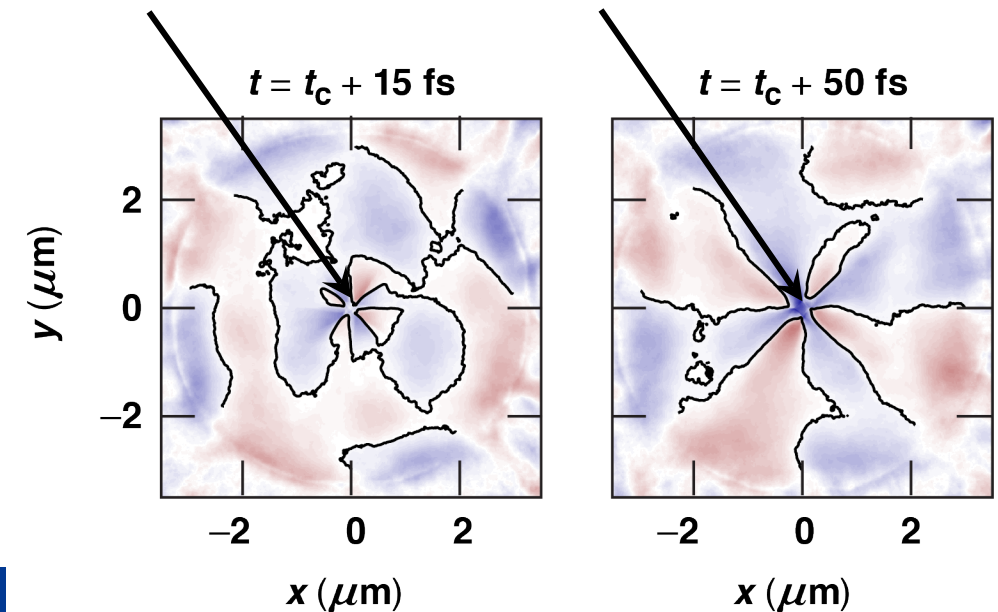 t = tc + 15 fs
t = tc + 50 fs
y (μm)
2
0
−2
−2 0 2
−2 0 2
x (μm)
x (μm)